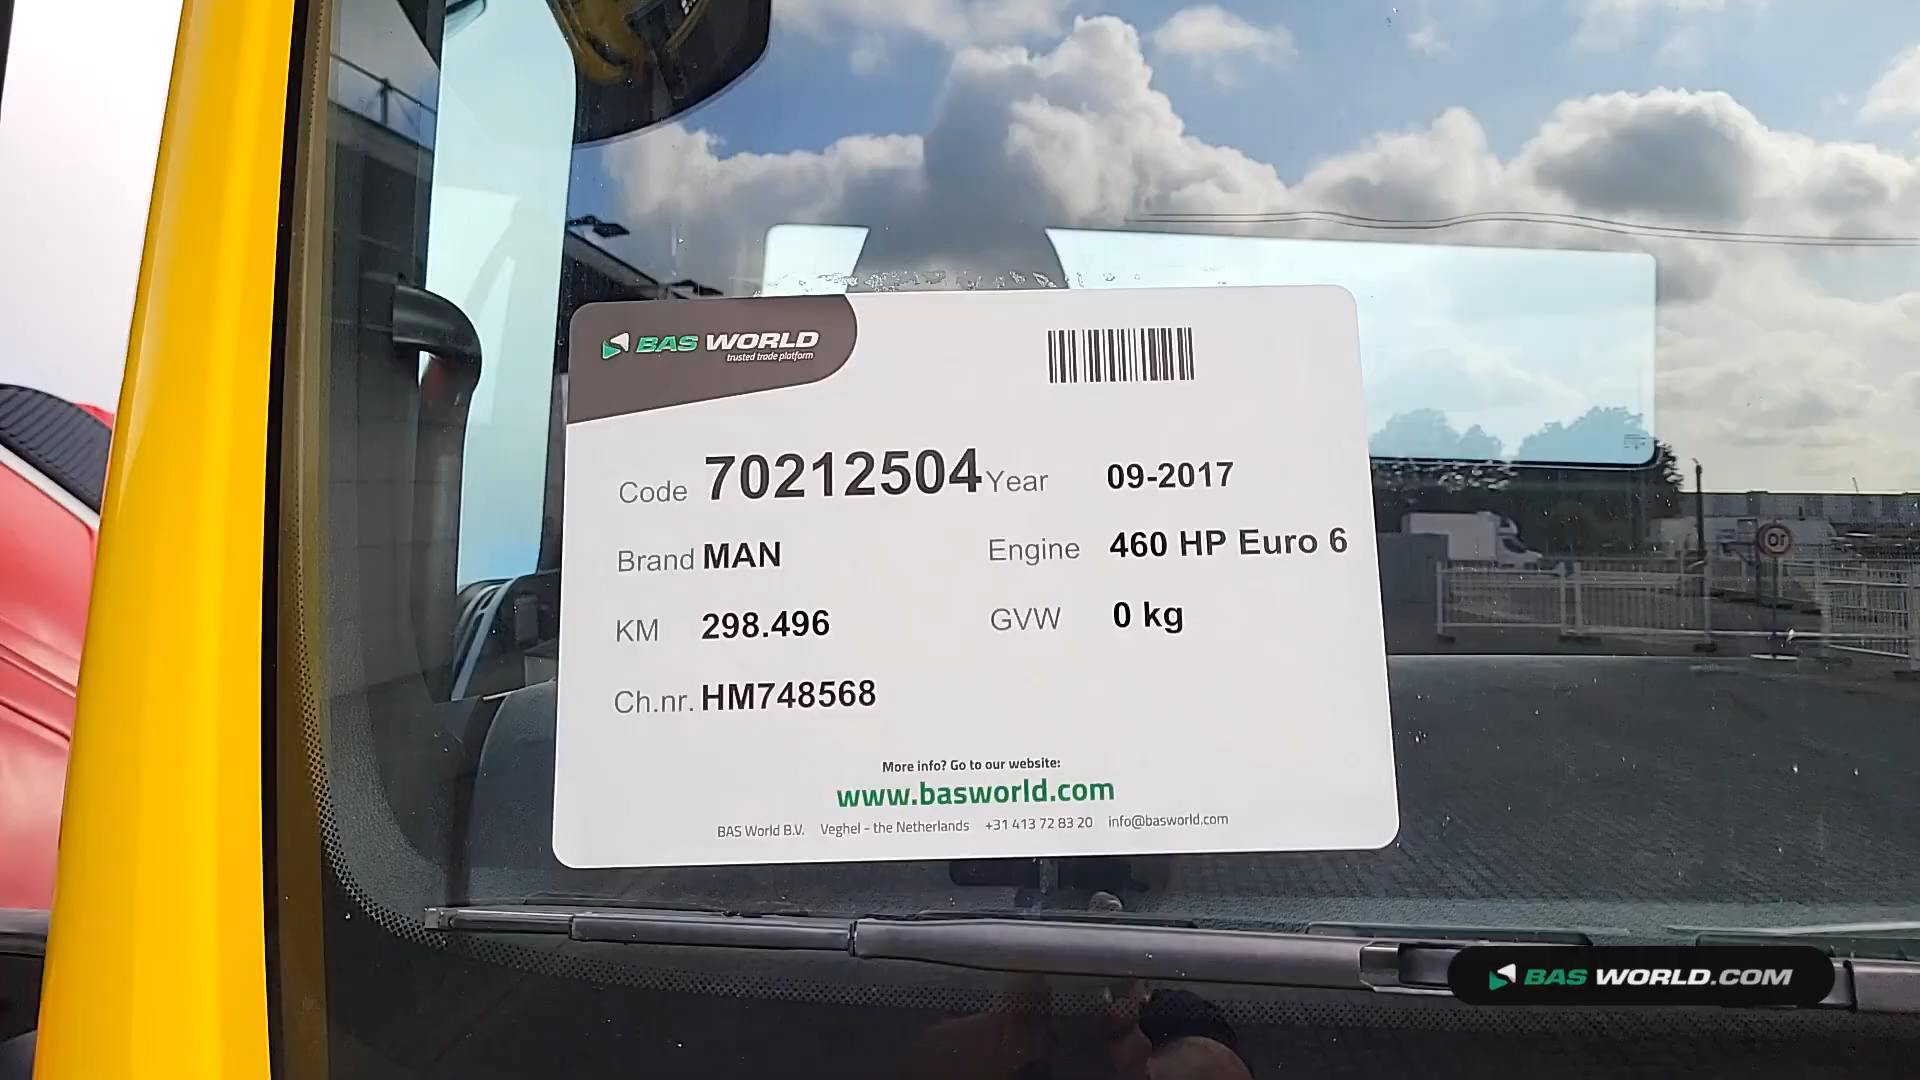 BAS WORLD
trusted trade platform
Code 70212504 Year 09-2017
Brand MAN Engine 460 HP Euro 6
KM 298.496 GVW 0 kg
Ch.nr. HM748568
More info? Go to our website:
www.basworld.com
BAS World B.V. Veghel - the Netherlands +31 413 72 83 20 info@basworld.com
BAS WORLD.COM